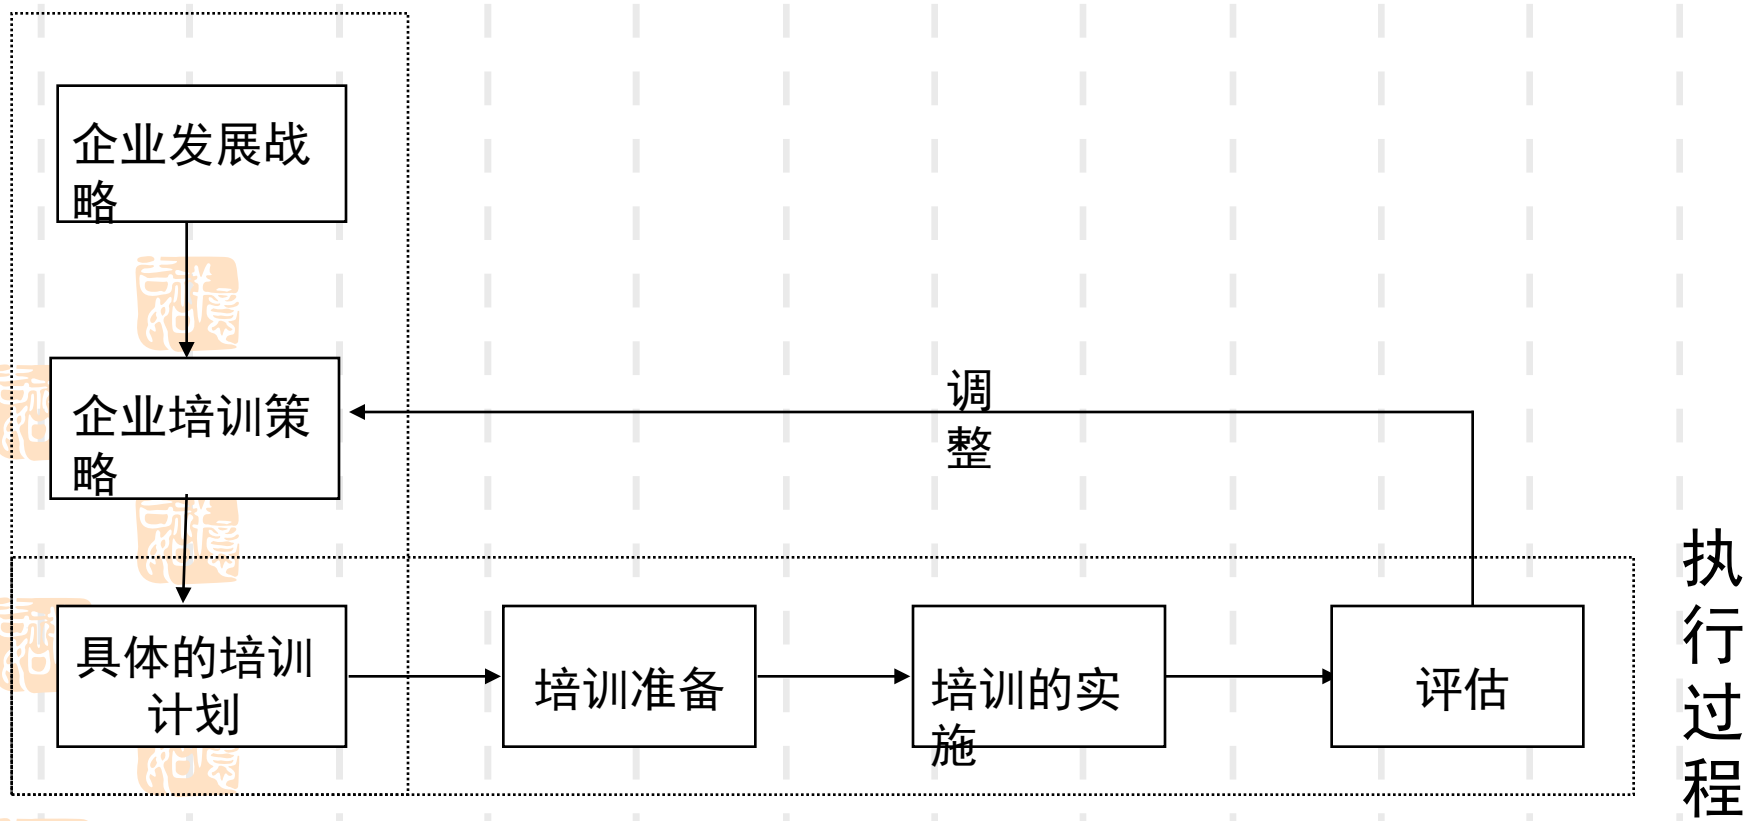 企业发展战
略
企业培训策
略
调
整
具体的培训
计划
培训准备
培训的实
施
评估
执
行
过
程